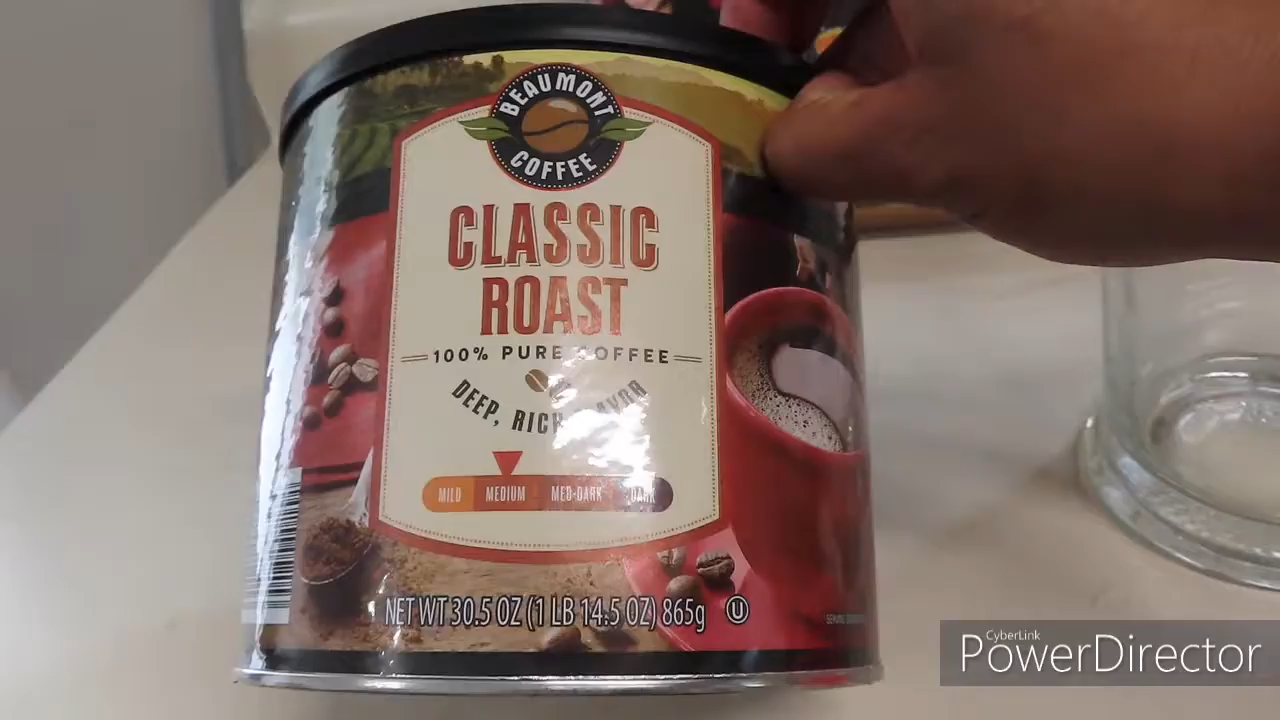 BEAUMONT
COFFEE
CLASSIC
ROAST
100% PURE COFFEE
DEEP, RICH
MILD MEDIUM MED-DARK DARK
NET WT 30.5 OZ (1 LB 14.5 OZ) 865g U
CyberLink
PowerDirector